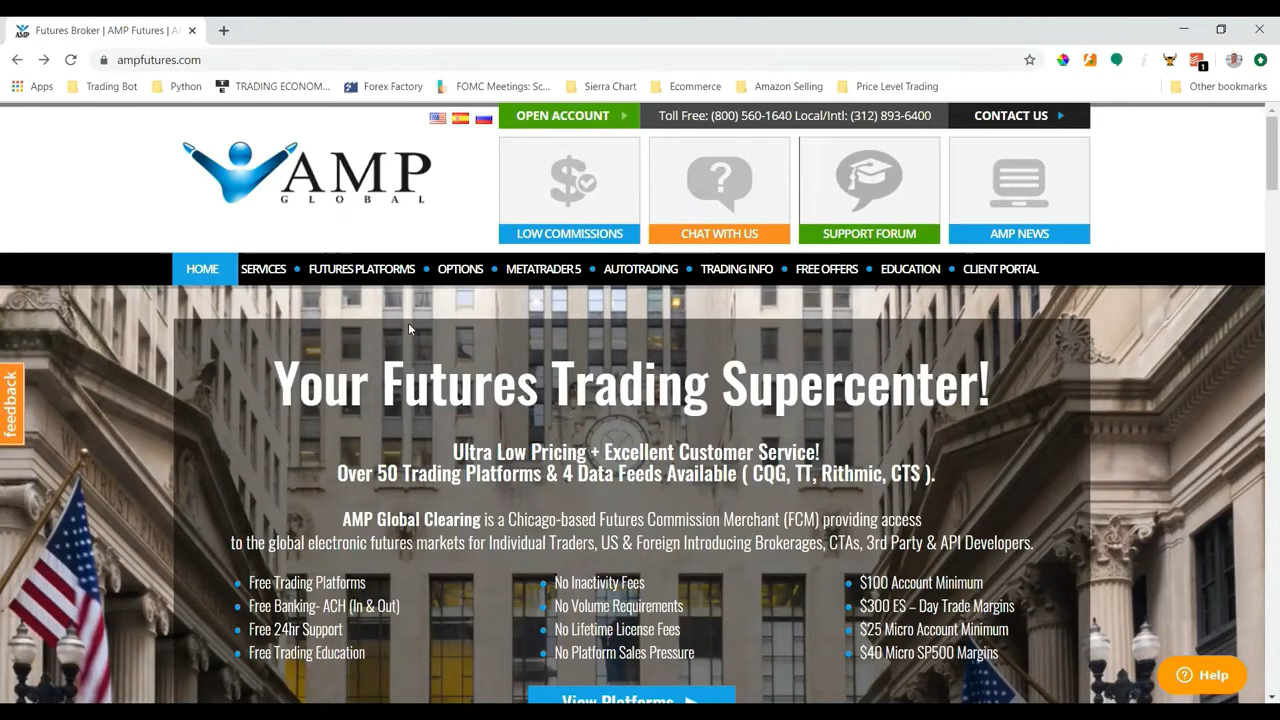 Futures Broker | AMP Futures |
ampfutures.com
Apps Trading Bot Python TRADING ECONOM... Forex Factory FOMC Meetings: Sc... Sierra Chart Ecommerce Amazon Selling Price Level Trading Other bookmarks
1
OPEN ACCOUNT Toll Free: (800) 560-1640 Local/Intl: (312) 893-6400 CONTACT US
AMP
GLOBAL
LOW COMMISSIONS CHAT WITH US SUPPORT FORUM AMP NEWS
HOME SERVICES FUTURES PLATFORMS OPTIONS METATRADER 5 AUTOTRADING TRADING INFO FREE OFFERS EDUCATION CLIENT PORTAL
feedback
Your Futures Trading Supercenter!
Ultra Low Pricing + Excellent Customer Service!
Over 50 Trading Platforms & 4 Data Feeds Available ( CQG, TT, Rithmic, CTS ).
AMP Global Clearing is a Chicago-based Futures Commission Merchant (FCM) providing access
to the global electronic futures markets for Individual Traders, US & Foreign Introducing Brokerages, CTAs, 3rd Party & API Developers.
Free Trading Platforms
Free Banking- ACH (In & Out)
Free 24hr Support
Free Trading Education
No Inactivity Fees
No Volume Requirements
No Lifetime License Fees
No Platform Sales Pressure
$100 Account Minimum
$300 ES – Day Trade Margins
$25 Micro Account Minimum
$40 Micro SP500 Margins
View Platforms
Help